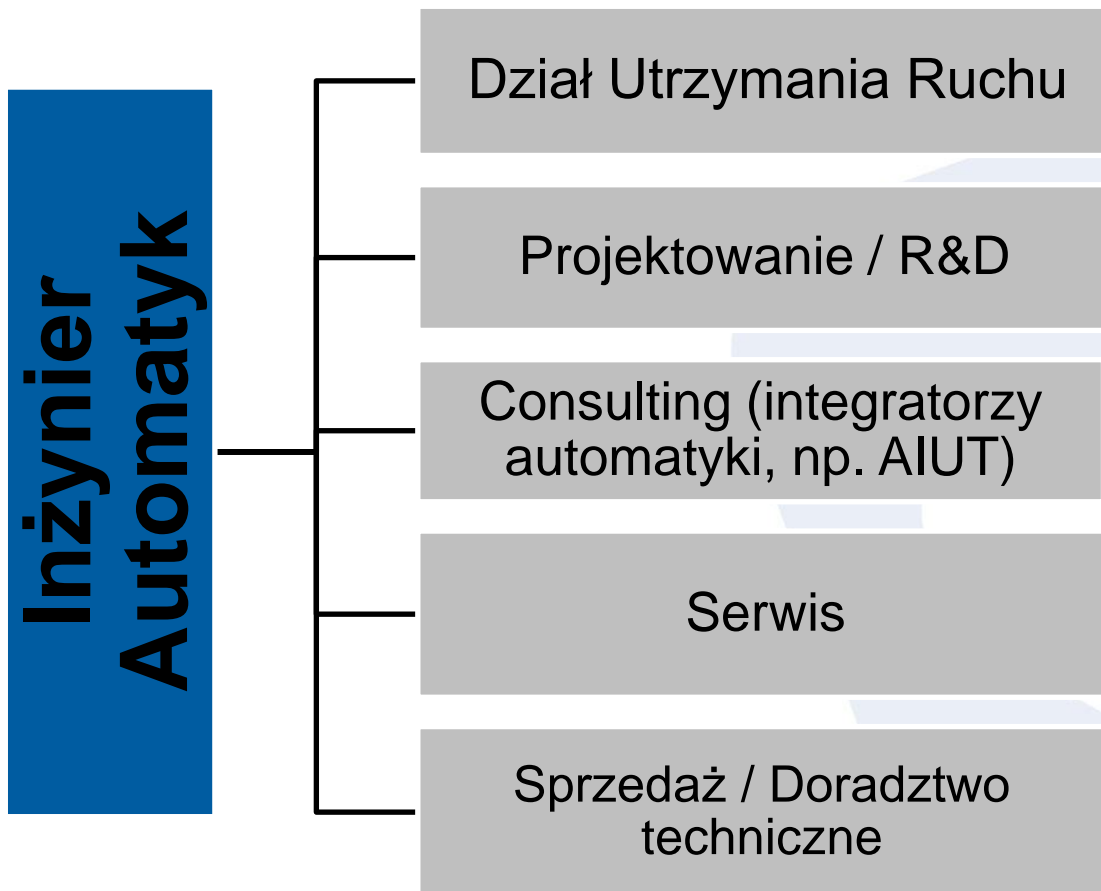 Inżynier
Automatyk
Dział Utrzymania Ruchu
Projektowanie / R&D
Consulting (integratorzy
automatyki, np. AIUT)
Serwis
Sprzedaż / Doradztwo
techniczne